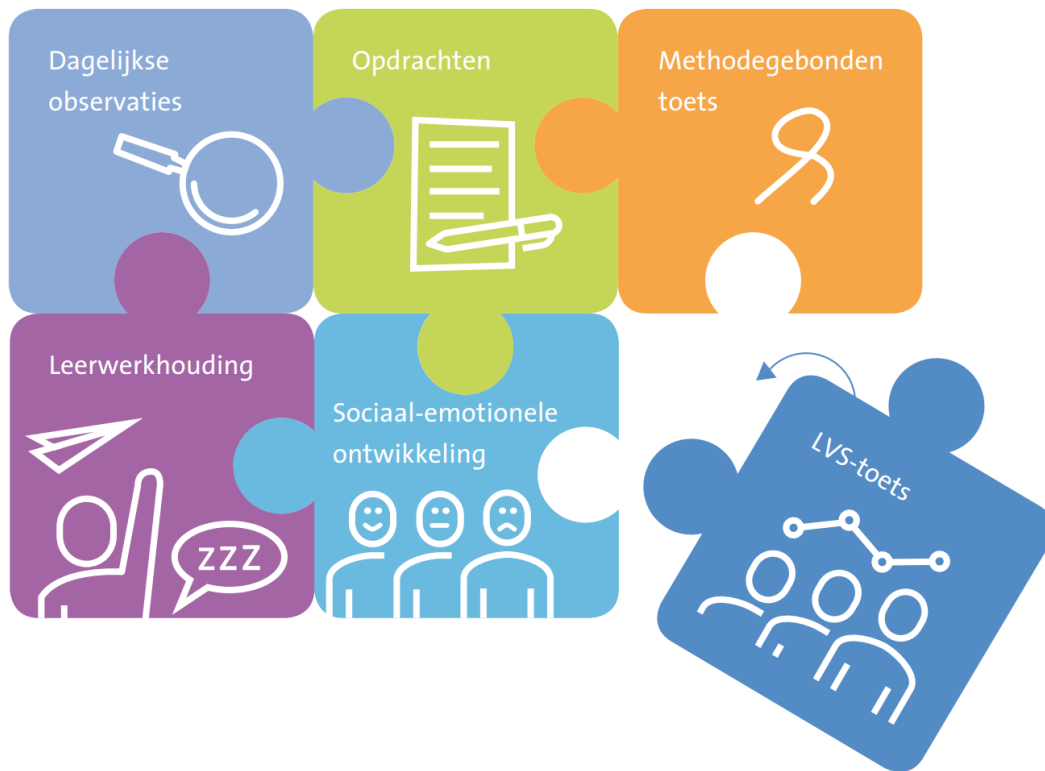 Dagelijkse
observaties
Opdrachten
Methodegebonden
toets
Leerwerkhouding
zzz
Sociaal-emotionele
ontwikkeling
LVS-toets